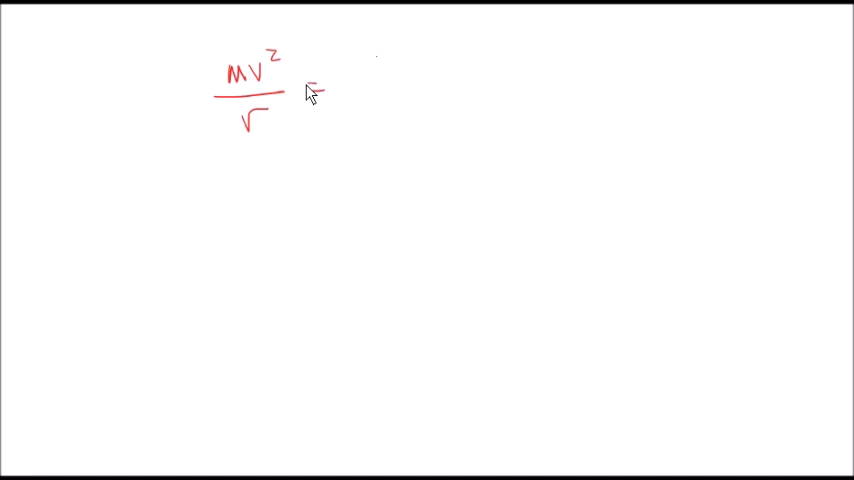 mv² / r =